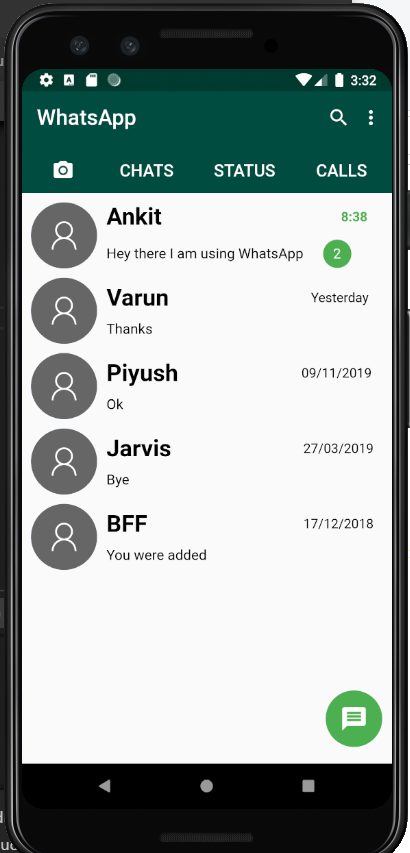 3:32
WhatsApp
CHATS STATUS CALLS
Ankit 8:38
Hey there I am using WhatsApp 2
Varun Yesterday
Thanks
Piyush 09/11/2019
Ok
Jarvis 27/03/2019
Bye
BFF 17/12/2018
You were added